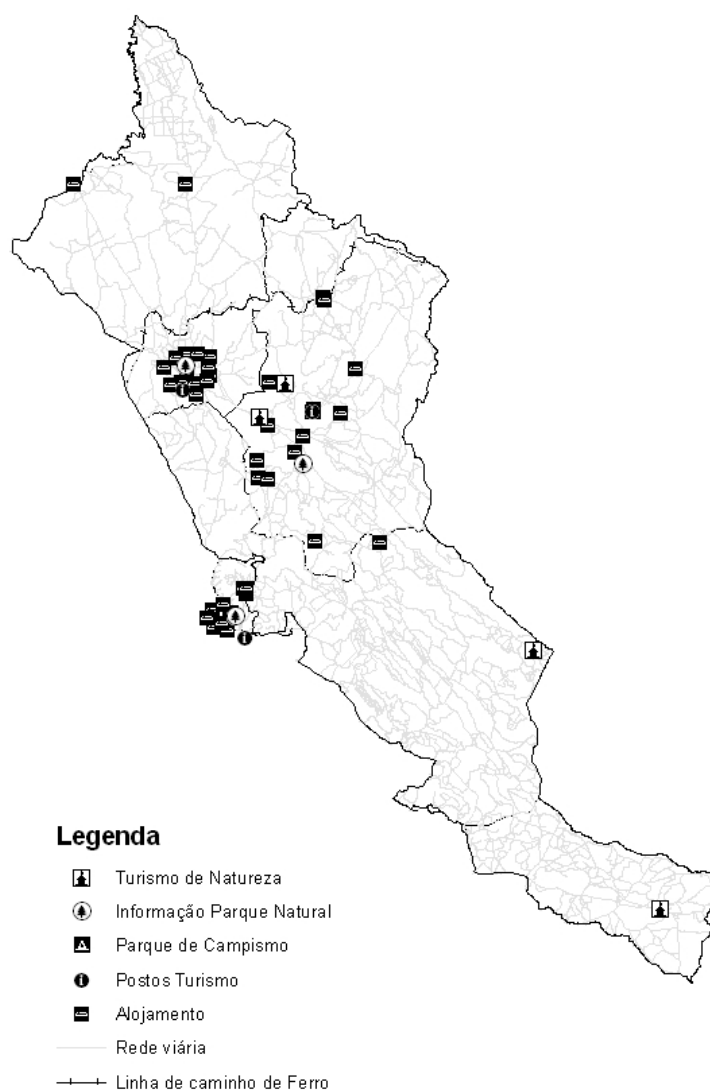 Legenda
Turismo de Natureza
Informação Parque Natural
Parque de Campismo
Postos Turismo
Alojamento
Rede viária
Linha de caminho de Ferro